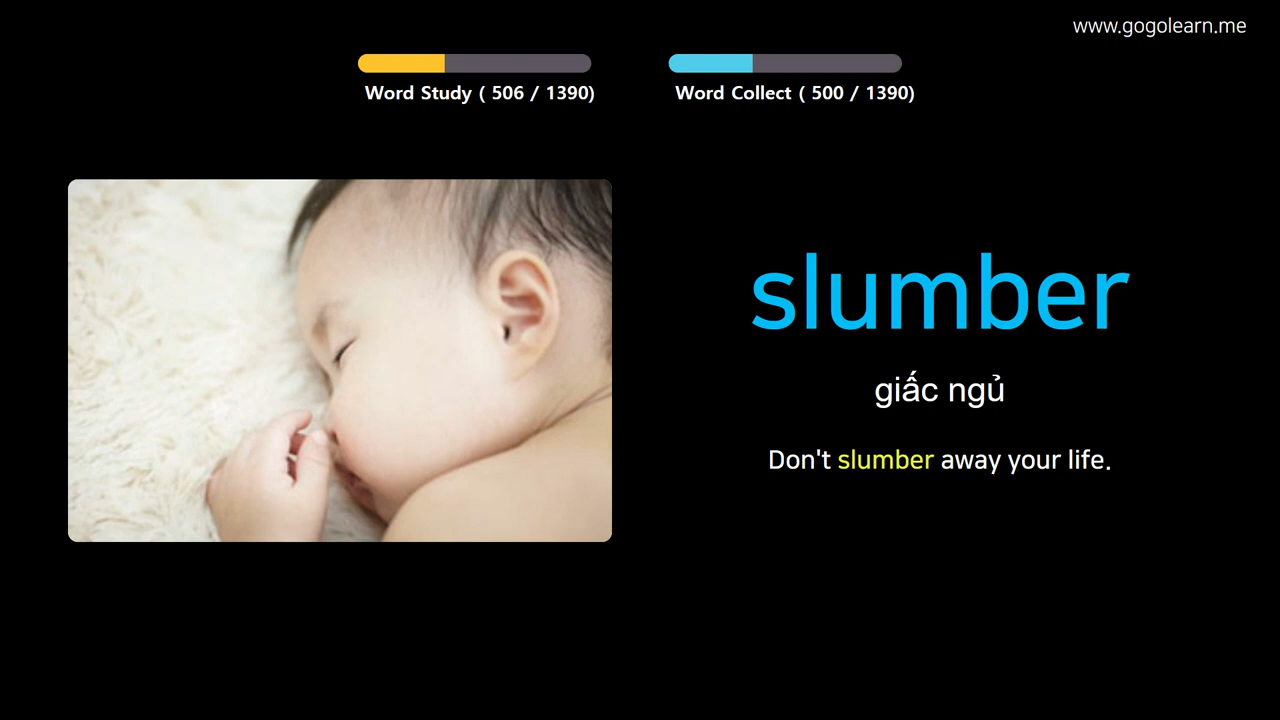 www.gogolearn.me
Word Study ( 506 / 1390)
Word Collect ( 500 / 1390)
slumber
giấc ngủ
Don't slumber away your life.